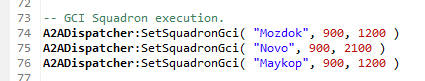 72
73 -- GCI Squadron execution.
74 A2ADispatcher:SetSquadronGci( "Mozdok", 900, 1200 )
75 A2ADispatcher:SetSquadronGci( "Novo", 900, 2100 )
76 A2ADispatcher:SetSquadronGci( "Maykop", 900, 1200 )